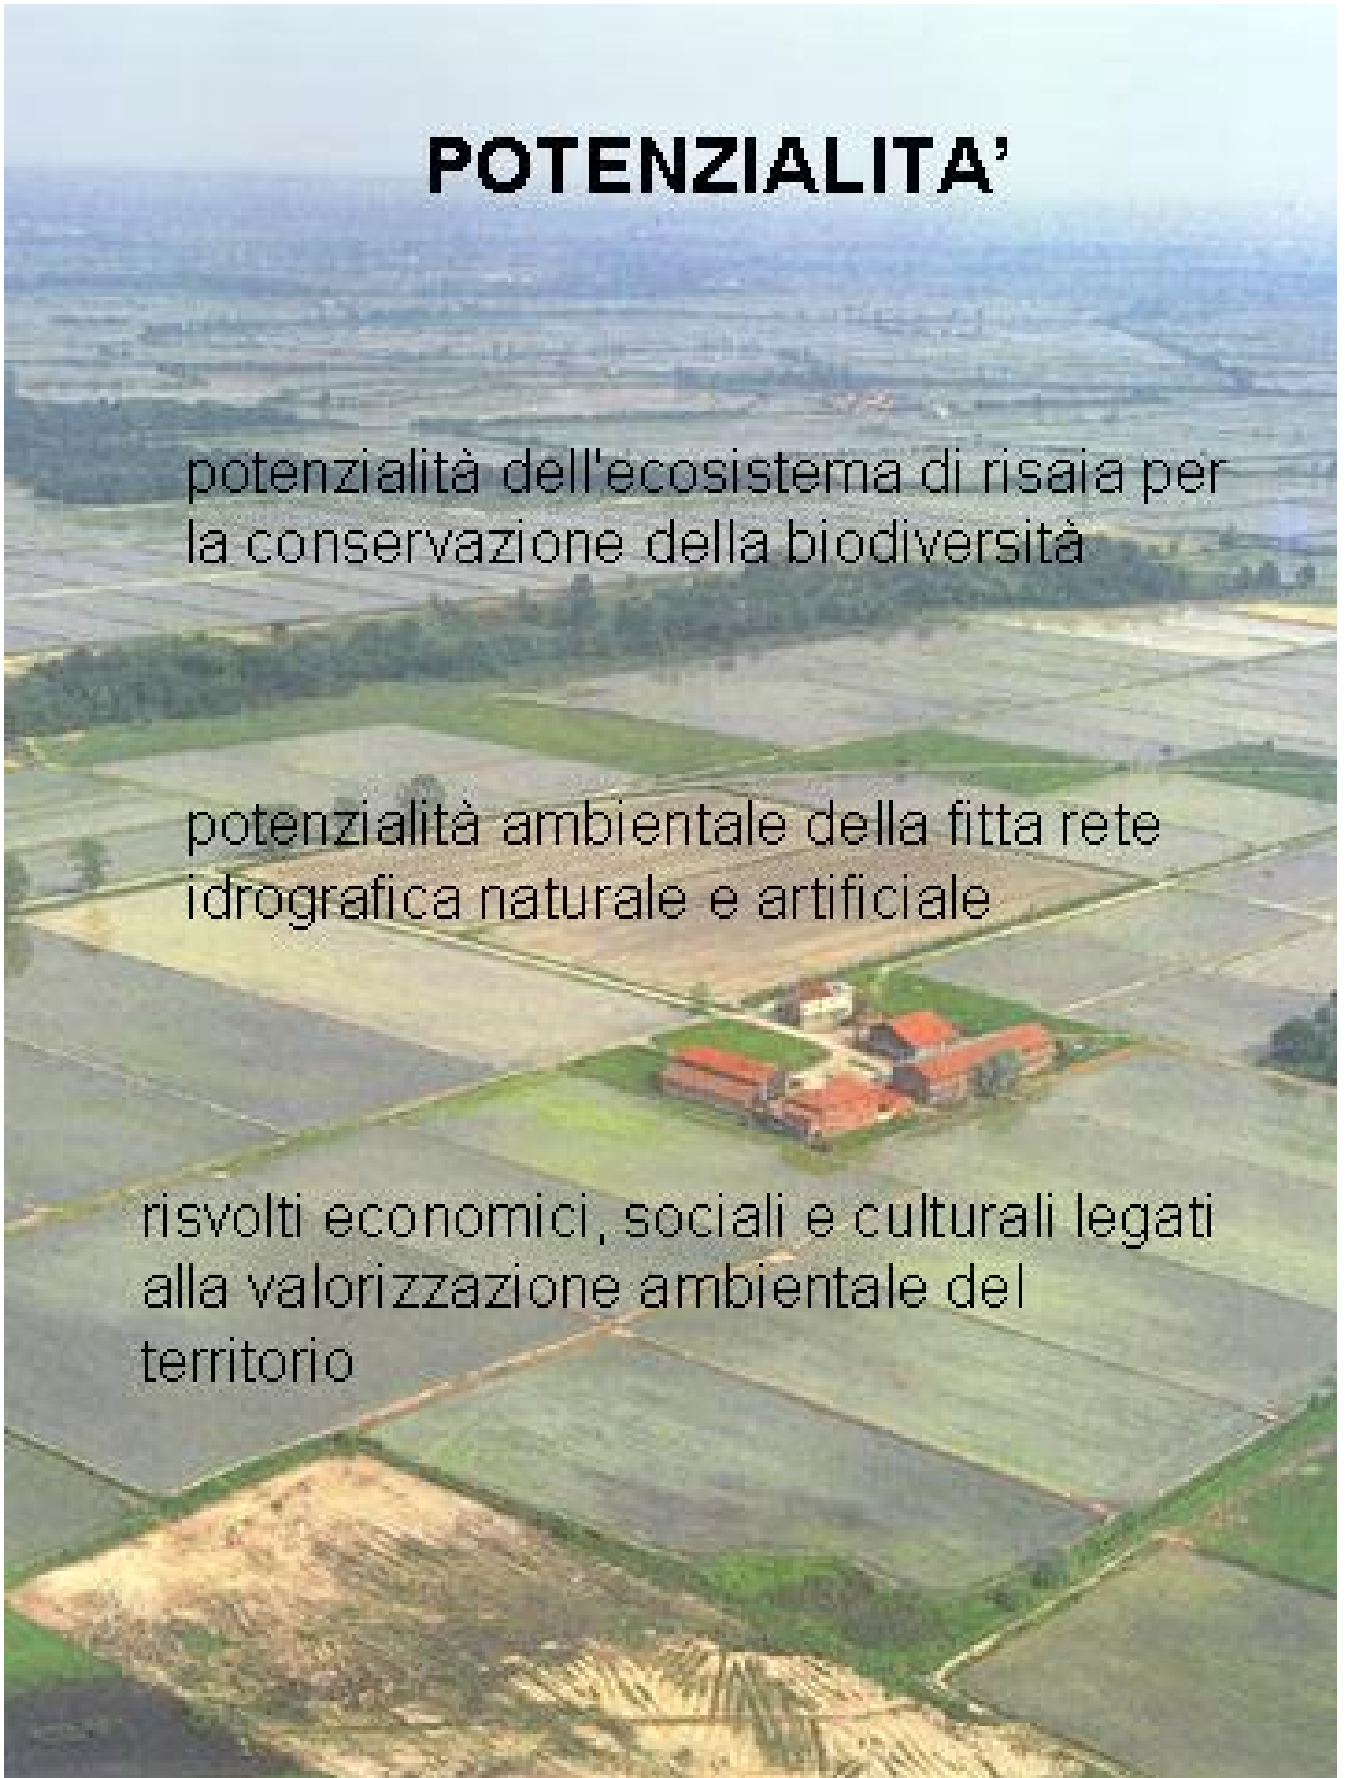 POTENZIALITA’
potenzialità dell'ecosistema di risaia per
la conservazione della biodiversità
potenzialità ambientale della fitta rete
idrografica naturale e artificiale
risvolti economici, sociali e culturali legati
alla valorizzazione ambientale del
territorio